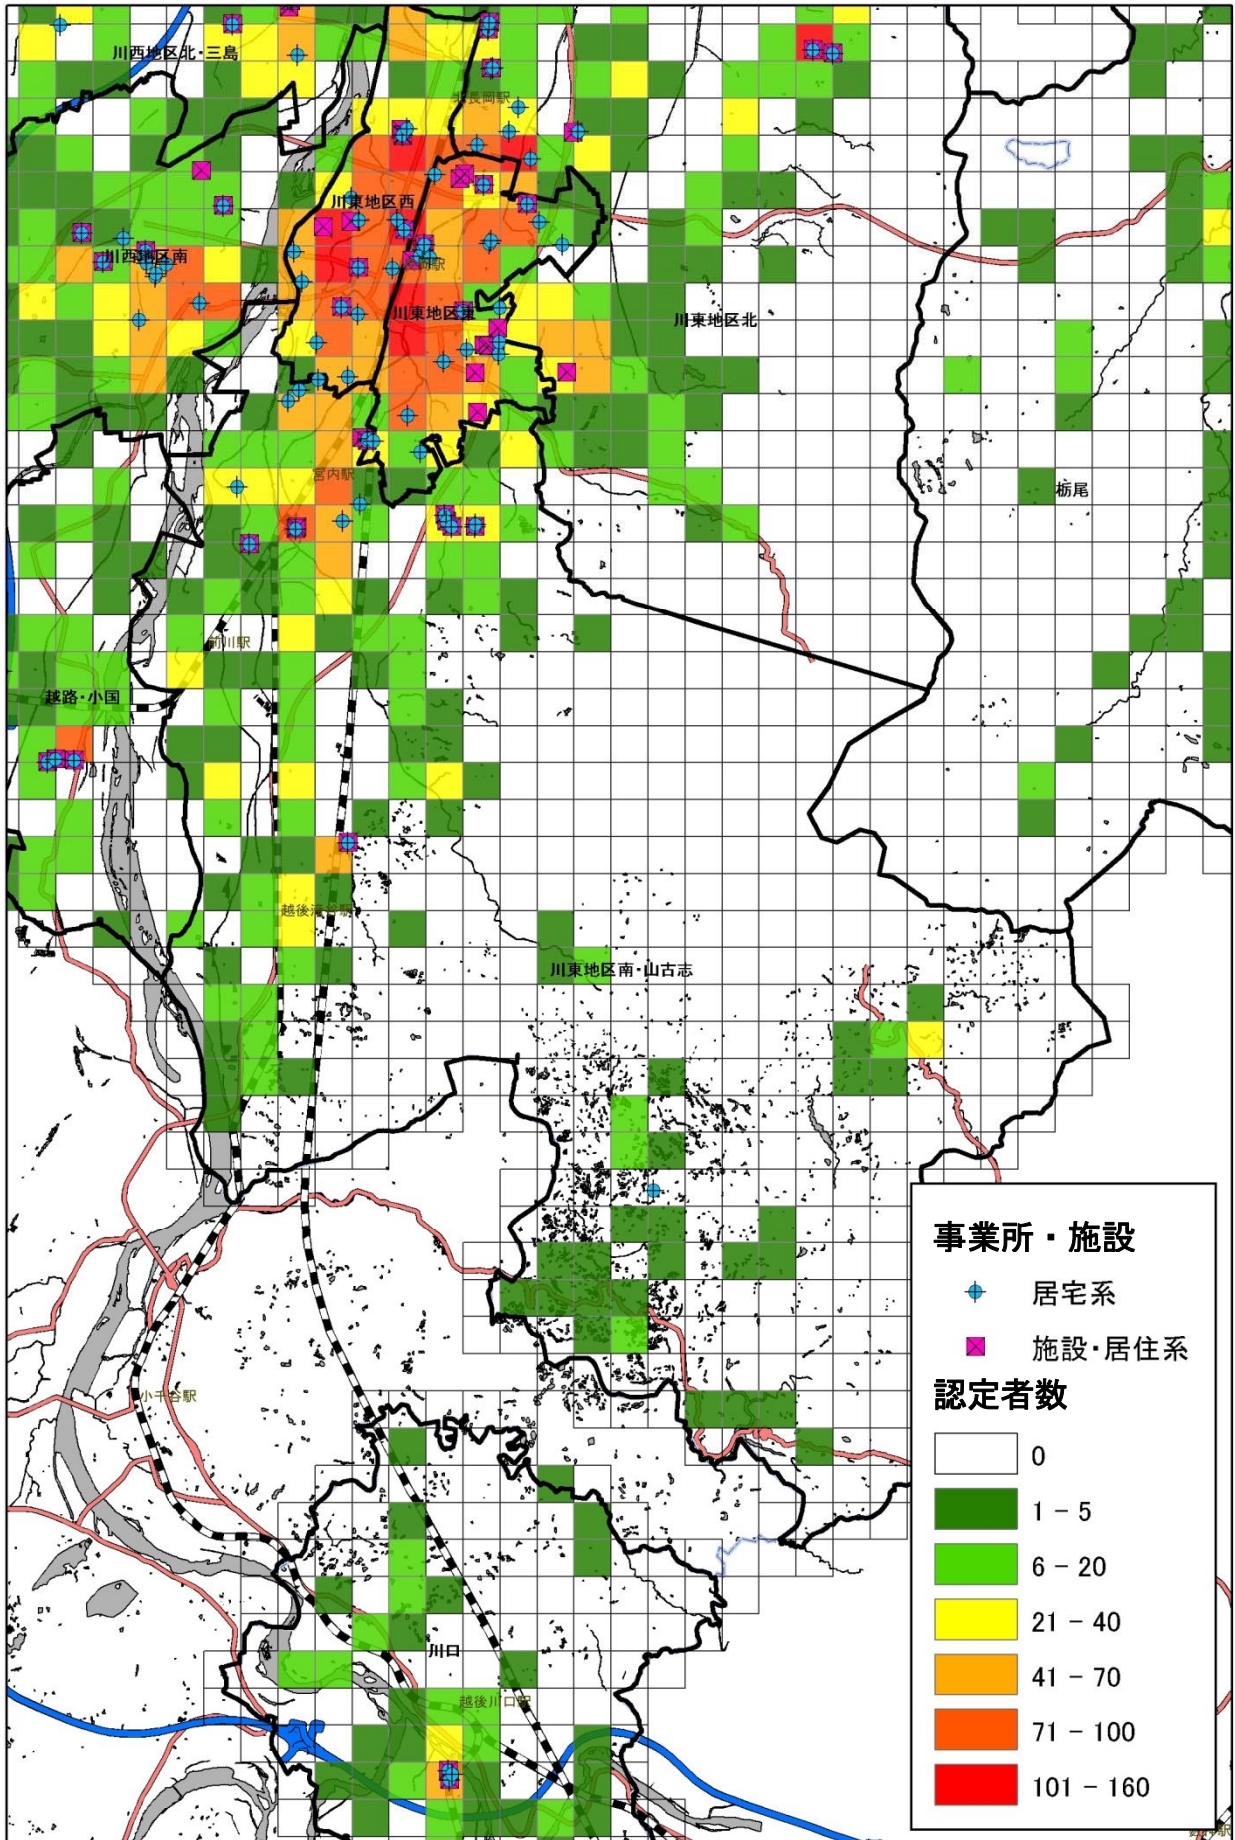 川西地区北・三島
北長岡駅
川東地区西
川西地区南
長岡駅
川東地区東
川東地区北
宮内駅
栃尾
前川駅
越路・小国
越後滝谷駅
川東地区南・山古志
小千谷駅
川口
越後川口駅
事業所・施設
居宅系
施設・居住系
認定者数
0
1 - 5
6 - 20
21 - 40
41 - 70
71 - 100
101 - 160